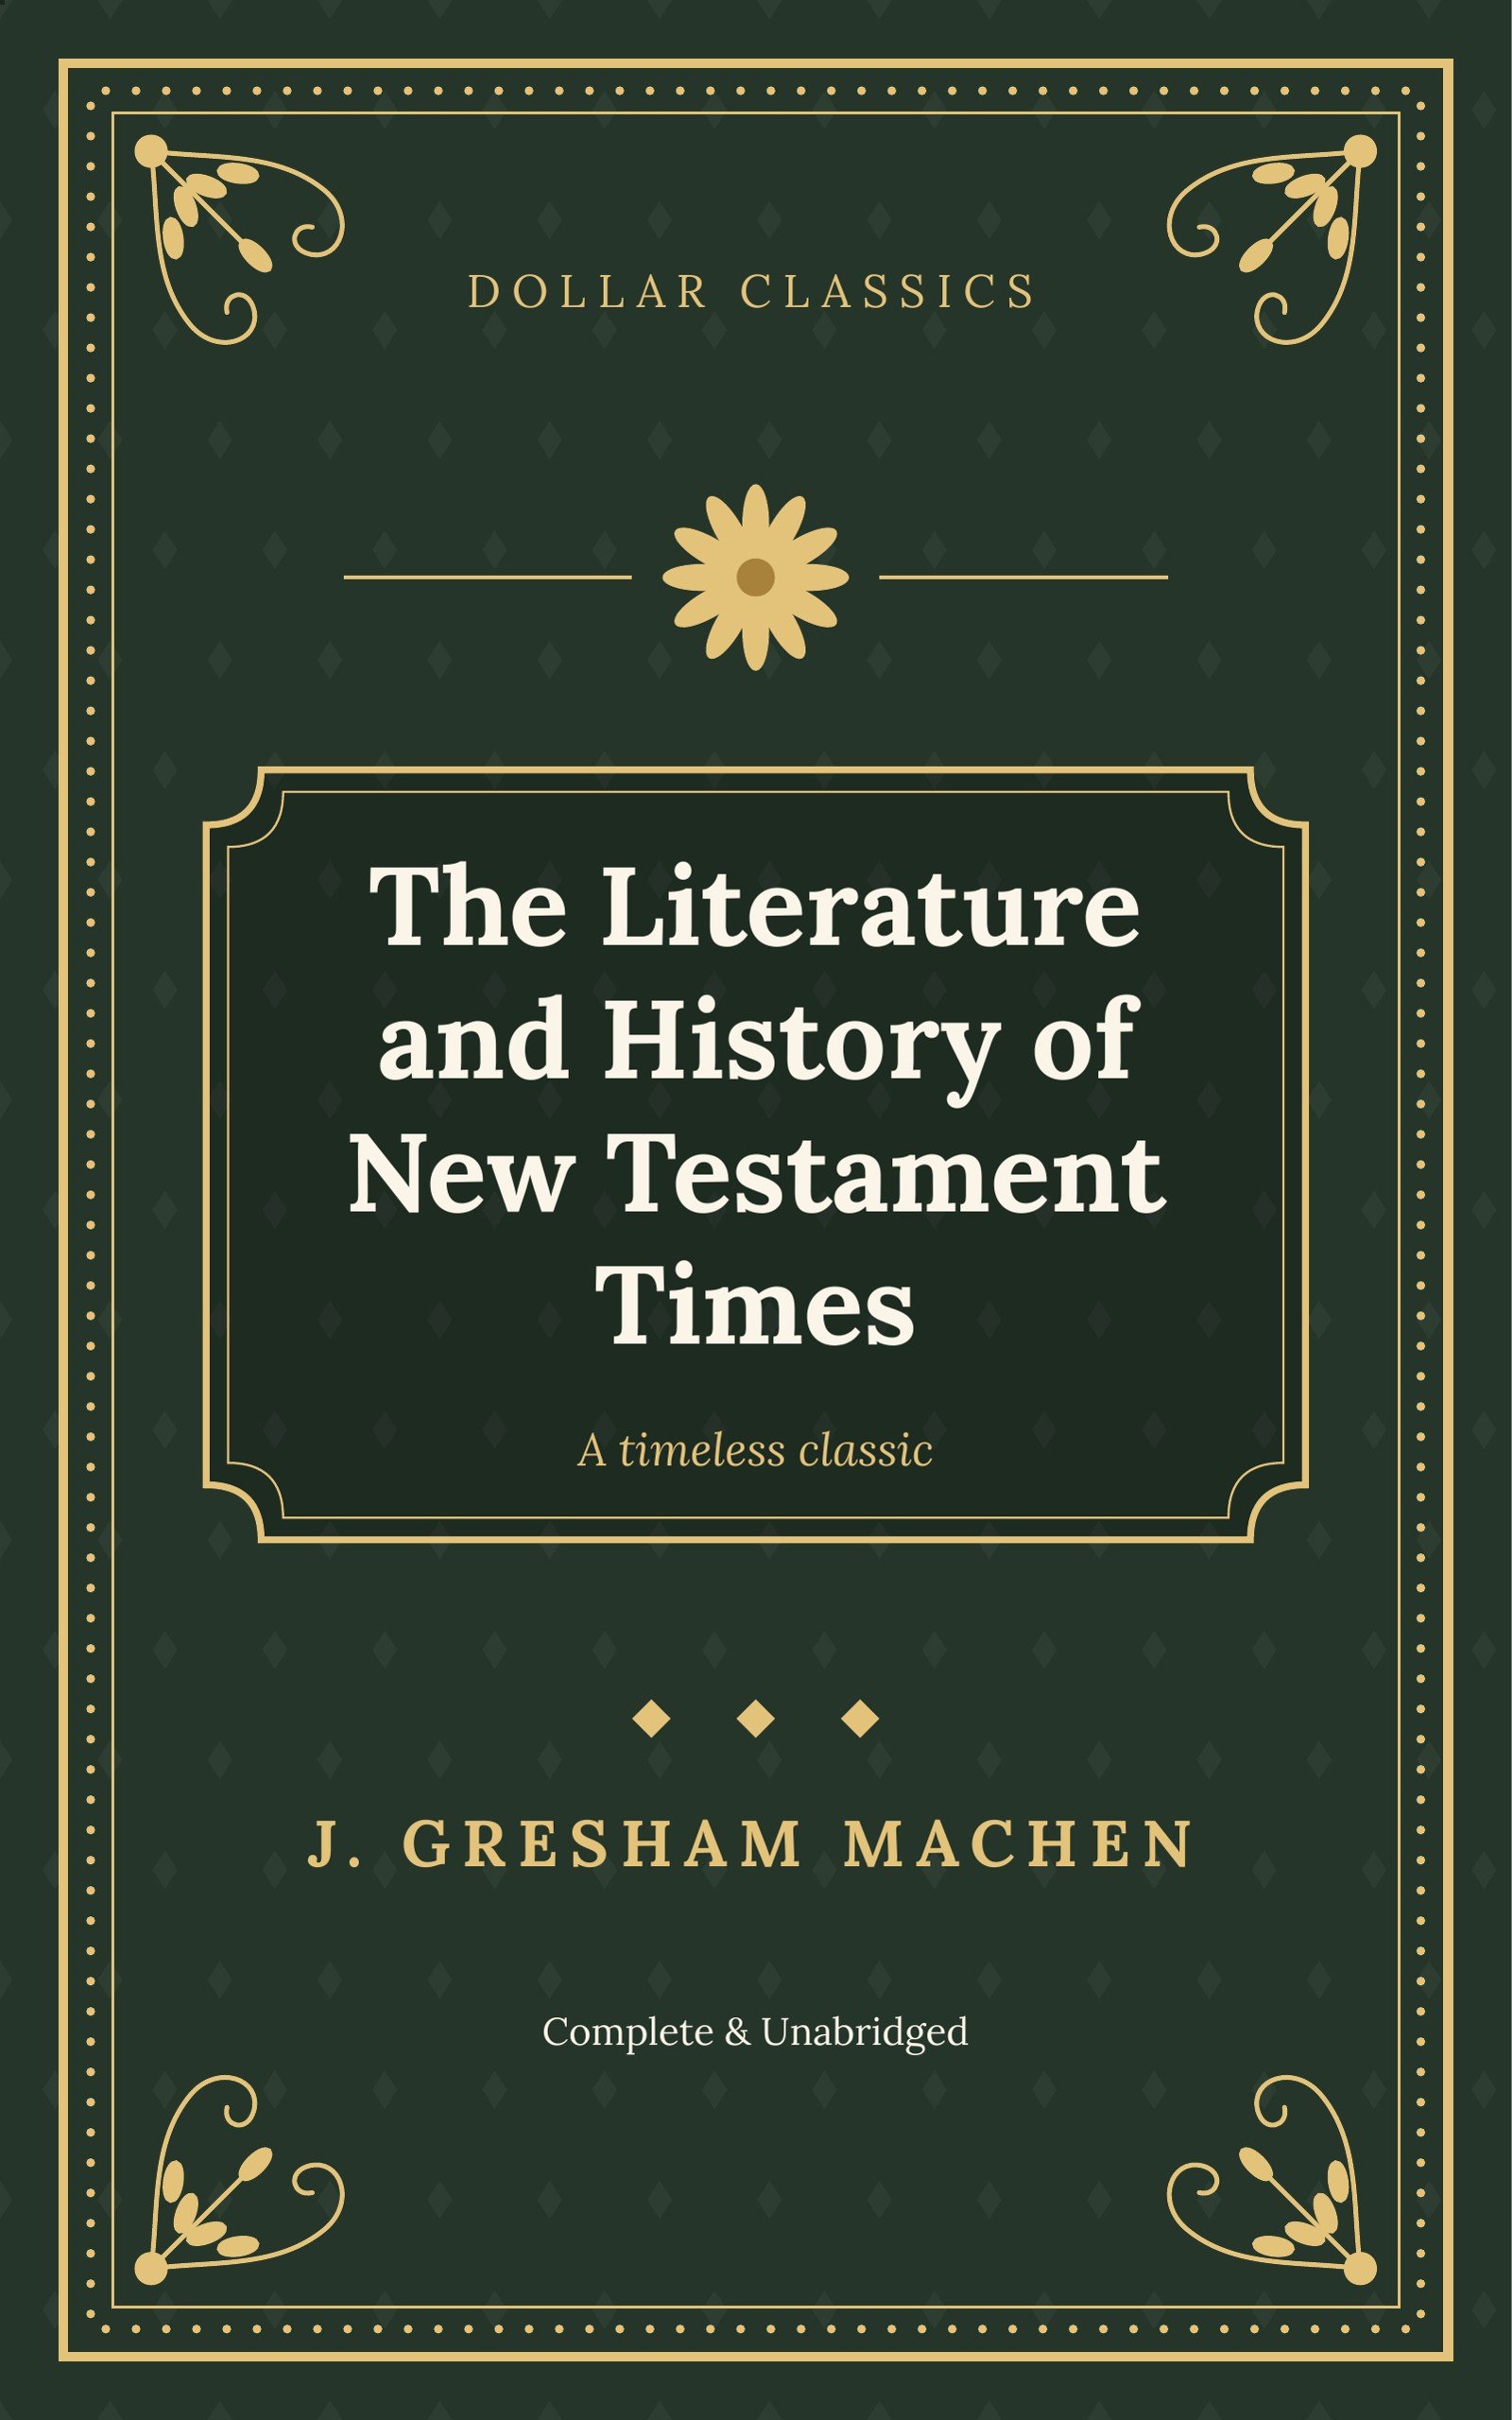 DOLLAR CLASSICS
The Literature
and History of
New Testament
Times
A timeless classic
J. GRESHAM MACHEN
Complete & Unabridged